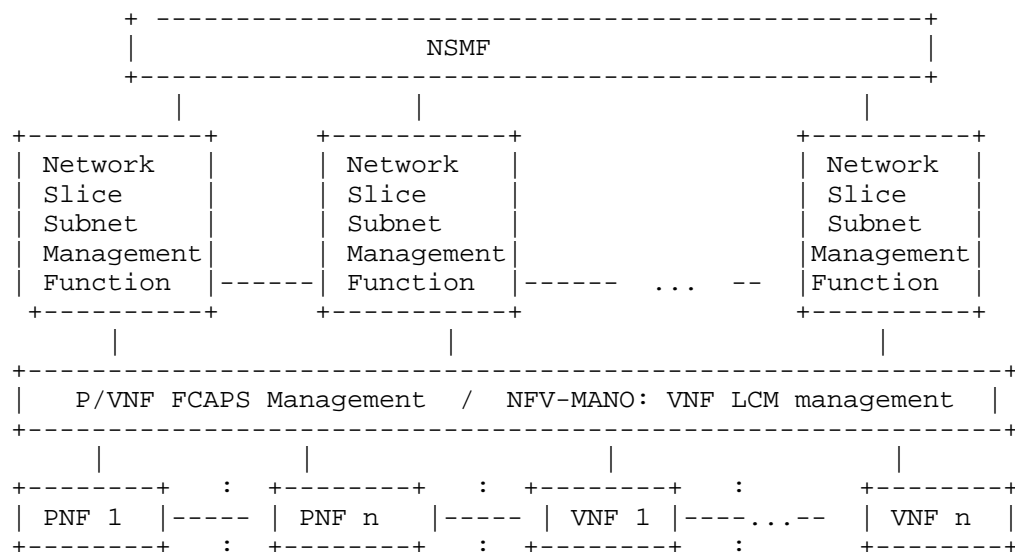 + ------------------------------------------------+
| NSMF |
+-------------------------------------------------+
| | |
+-----------+ +-----------+ +----------+
| Network | | Network | | Network |
| Slice | | Slice | | Slice |
| Subnet | | Subnet | | Subnet |
| Management| | Management| |Management|
| Function |------| Function |------ ... -- |Function |
+----------+ +-----------+ +----------+
| | |
+-------------------------------------------------------------+
| P/VNF FCAPS Management / NFV-MANO: VNF LCM management |
+-------------------------------------------------------------+
| | | |
+--------+ : +--------+ : +--------+ : +--------+
| PNF 1 |----- | PNF n |----- | VNF 1 |----...-- | VNF n |
+--------+ : +--------+ : +--------+ : +--------+